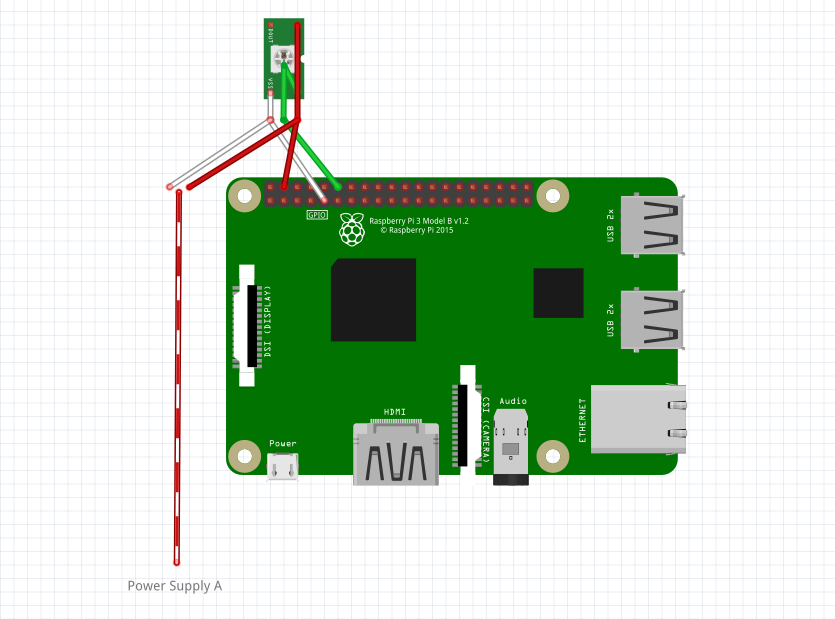 DOUT
VSS
GPIO
Raspberry Pi 3 Model B v1.2
© Raspberry Pi 2015
USB 2x
DSI (DISPLAY)
USB 2x
HDMI
CSI (CAMERA)
Audio
ETHERNET
Power
Power Supply A